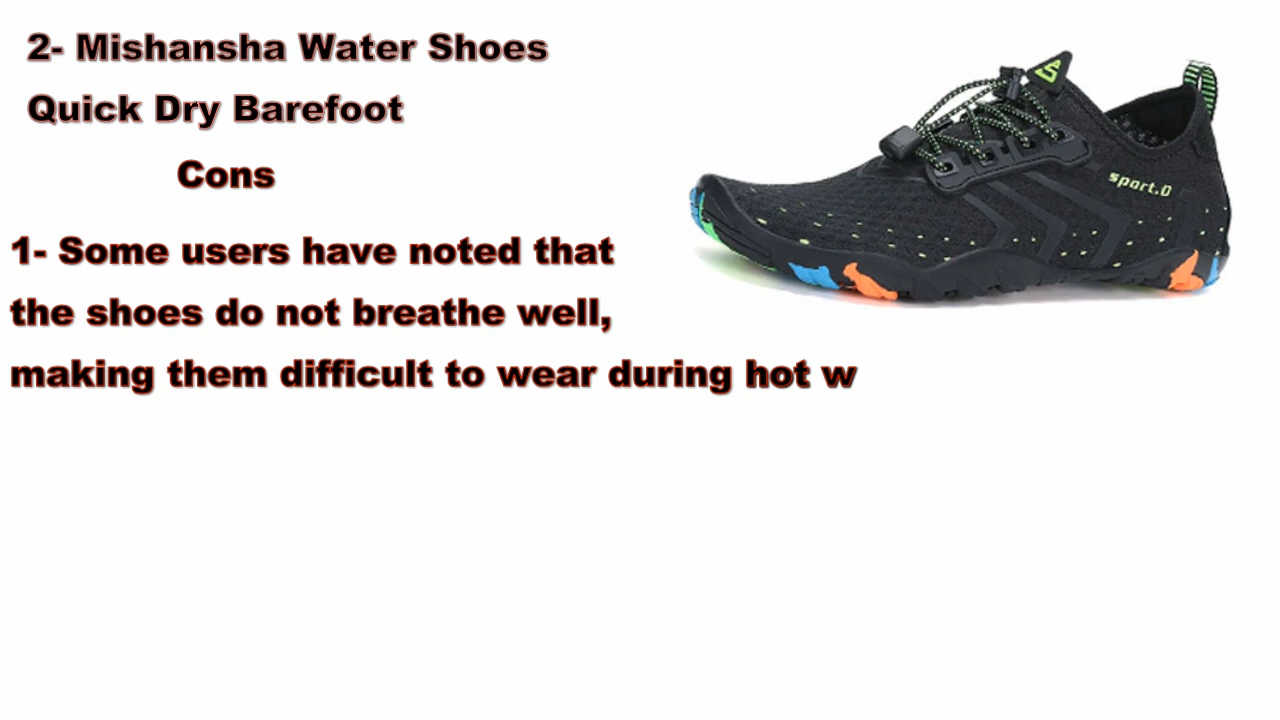 2- Mishansha Water Shoes
Quick Dry Barefoot
Cons
1- Some users have noted that
the shoes do not breathe well,
making them difficult to wear during hot w
sport.0